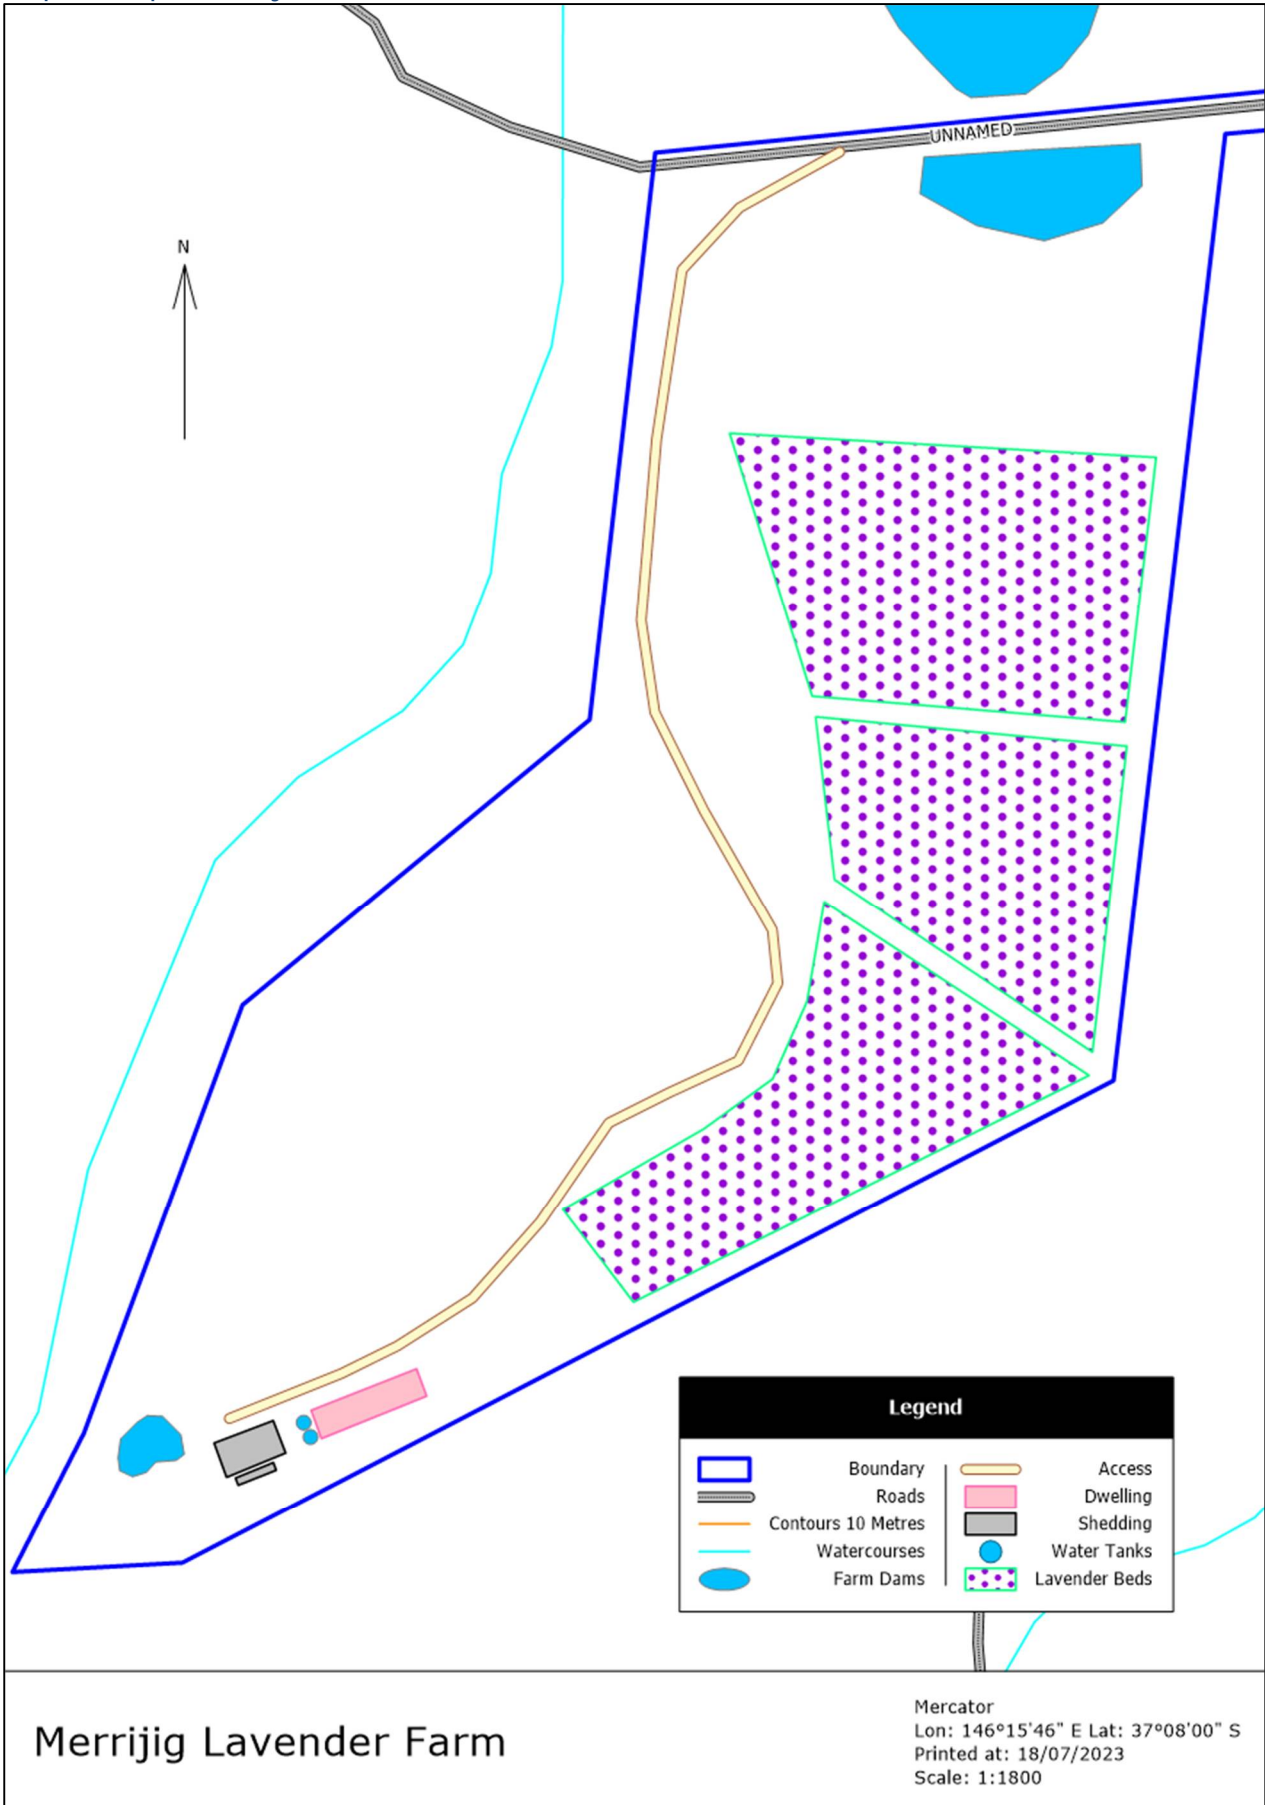 UNNAMED
N
Legend
Boundary
Access
Roads
Dwelling
Contours 10 Metres
Shedding
Watercourses
Water Tanks
Farm Dams
Lavender Beds
Merrijig Lavender Farm
Mercator
Lon: 146°15'46" E Lat: 37°08'00" S
Printed at: 18/07/2023
Scale: 1:1800